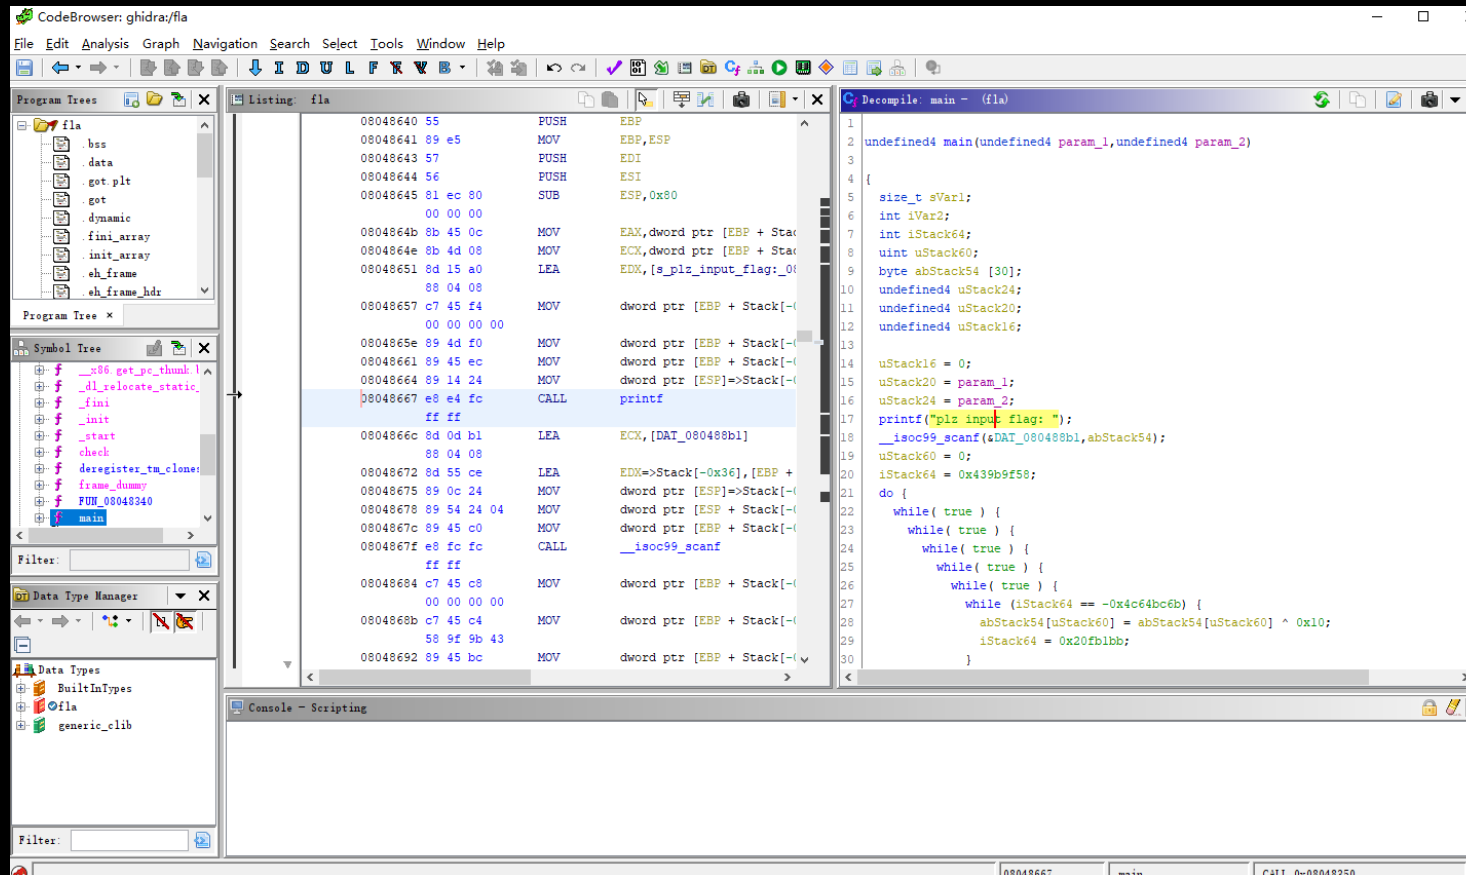 CodeBrowser: ghidra:/fla
File Edit Analysis Graph Navigation Search Select Tools Window Help
Program Trees
fla
.bss
.data
.got.plt
.got
.dynamic
.fini_array
.init_array
.eh_frame
.eh_frame_hdr
Program Tree ×
Symbol Tree
__x86.get_pc_thunk.
_dl_relocate_static_
_fini
_init
_start
check
deregister_tm_clones
frame_dummy
FUN_08048340
main
Filter:
Data Type Manager
Data Types
BuiltInTypes
fla
generic_clib
Filter:
Listing: fla
08048640 55 PUSH EBP
08048641 89 e5 MOV EBP,ESP
08048643 57 PUSH EDI
08048644 56 PUSH ESI
08048645 81 ec 80 SUB ESP,0x80
00 00 00
0804864b 8b 45 0c MOV EAX,dword ptr [EBP + Stac
0804864e 8b 4d 08 MOV ECX,dword ptr [EBP + Stac
08048651 8d 15 a0 LEA EDX,[s_plz_input_flag:_08
88 04 08
08048657 c7 45 f4 MOV dword ptr [EBP + Stack[-0
00 00 00 00
0804865e 89 4d f0 MOV dword ptr [EBP + Stack[-0
08048661 89 45 ec MOV dword ptr [EBP + Stack[-0
08048664 89 14 24 MOV dword ptr [ESP]=>Stack[-0
08048667 e8 e4 fc CALL printf
ff ff
0804866c 8d 0d b1 LEA ECX,[DAT_080488b1]
88 04 08
08048672 8d 55 ce LEA EDX=>Stack[-0x36],[EBP +
08048675 89 0c 24 MOV dword ptr [ESP]=>Stack[-0
08048678 89 54 24 04 MOV dword ptr [ESP + Stack[-0
0804867c 89 45 c0 MOV dword ptr [EBP + Stack[-0
0804867f e8 fc fc CALL __isoc99_scanf
ff ff
08048684 c7 45 c8 MOV dword ptr [EBP + Stack[-0
00 00 00 00
0804868b c7 45 c4 MOV dword ptr [EBP + Stack[-0
58 9f 9b 43
08048692 89 45 bc MOV dword ptr [EBP + Stack[-0
Decompile: main - (fla)
1
2 undefined4 main(undefined4 param_1,undefined4 param_2)
3
4 {
5 size_t sVar1;
6 int iVar2;
7 int iStack64;
8 uint uStack60;
9 byte abStack54 [30];
10 undefined4 uStack24;
11 undefined4 uStack20;
12 undefined4 uStack16;
13
14 uStack16 = 0;
15 uStack20 = param_1;
16 uStack24 = param_2;
17 printf("plz input flag: ");
18 __isoc99_scanf(&DAT_080488b1,abStack54);
19 uStack60 = 0;
20 iStack64 = 0x439b9f58;
21 do {
22 while( true ) {
23 while( true ) {
24 while( true ) {
25 while( true ) {
26 while( true ) {
27 while (iStack64 == -0x4c64bc6b) {
28 abStack54[uStack60] = abStack54[uStack60] ^ 0x10;
29 iStack64 = 0x20fb1bb;
30 }
Console - Scripting
08048667 main CALL 0x08048350